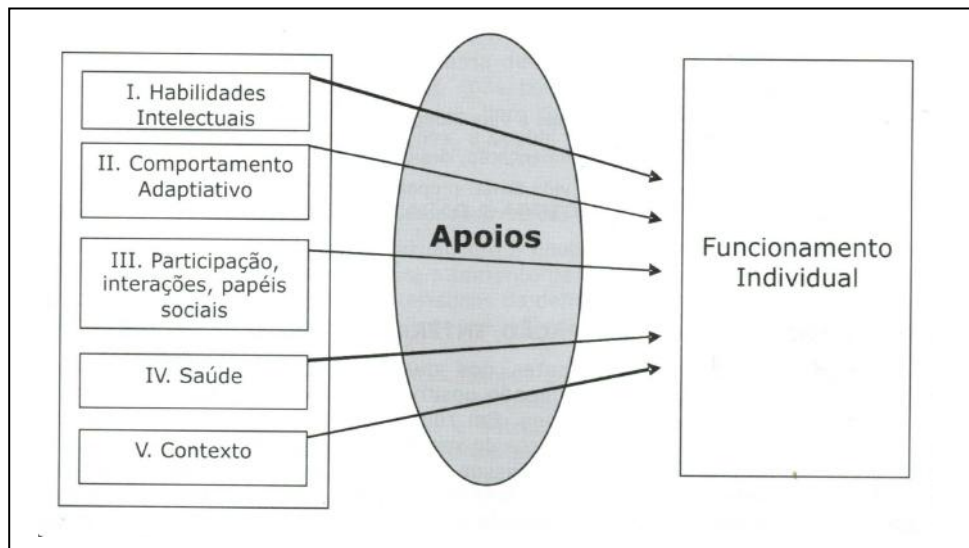 I. Habilidades
Intelectuais
II. Comportamento
Adaptiativo
III. Participação,
interações, papéis
sociais
IV. Saúde
V. Contexto
Apoios
Funcionamento
Individual